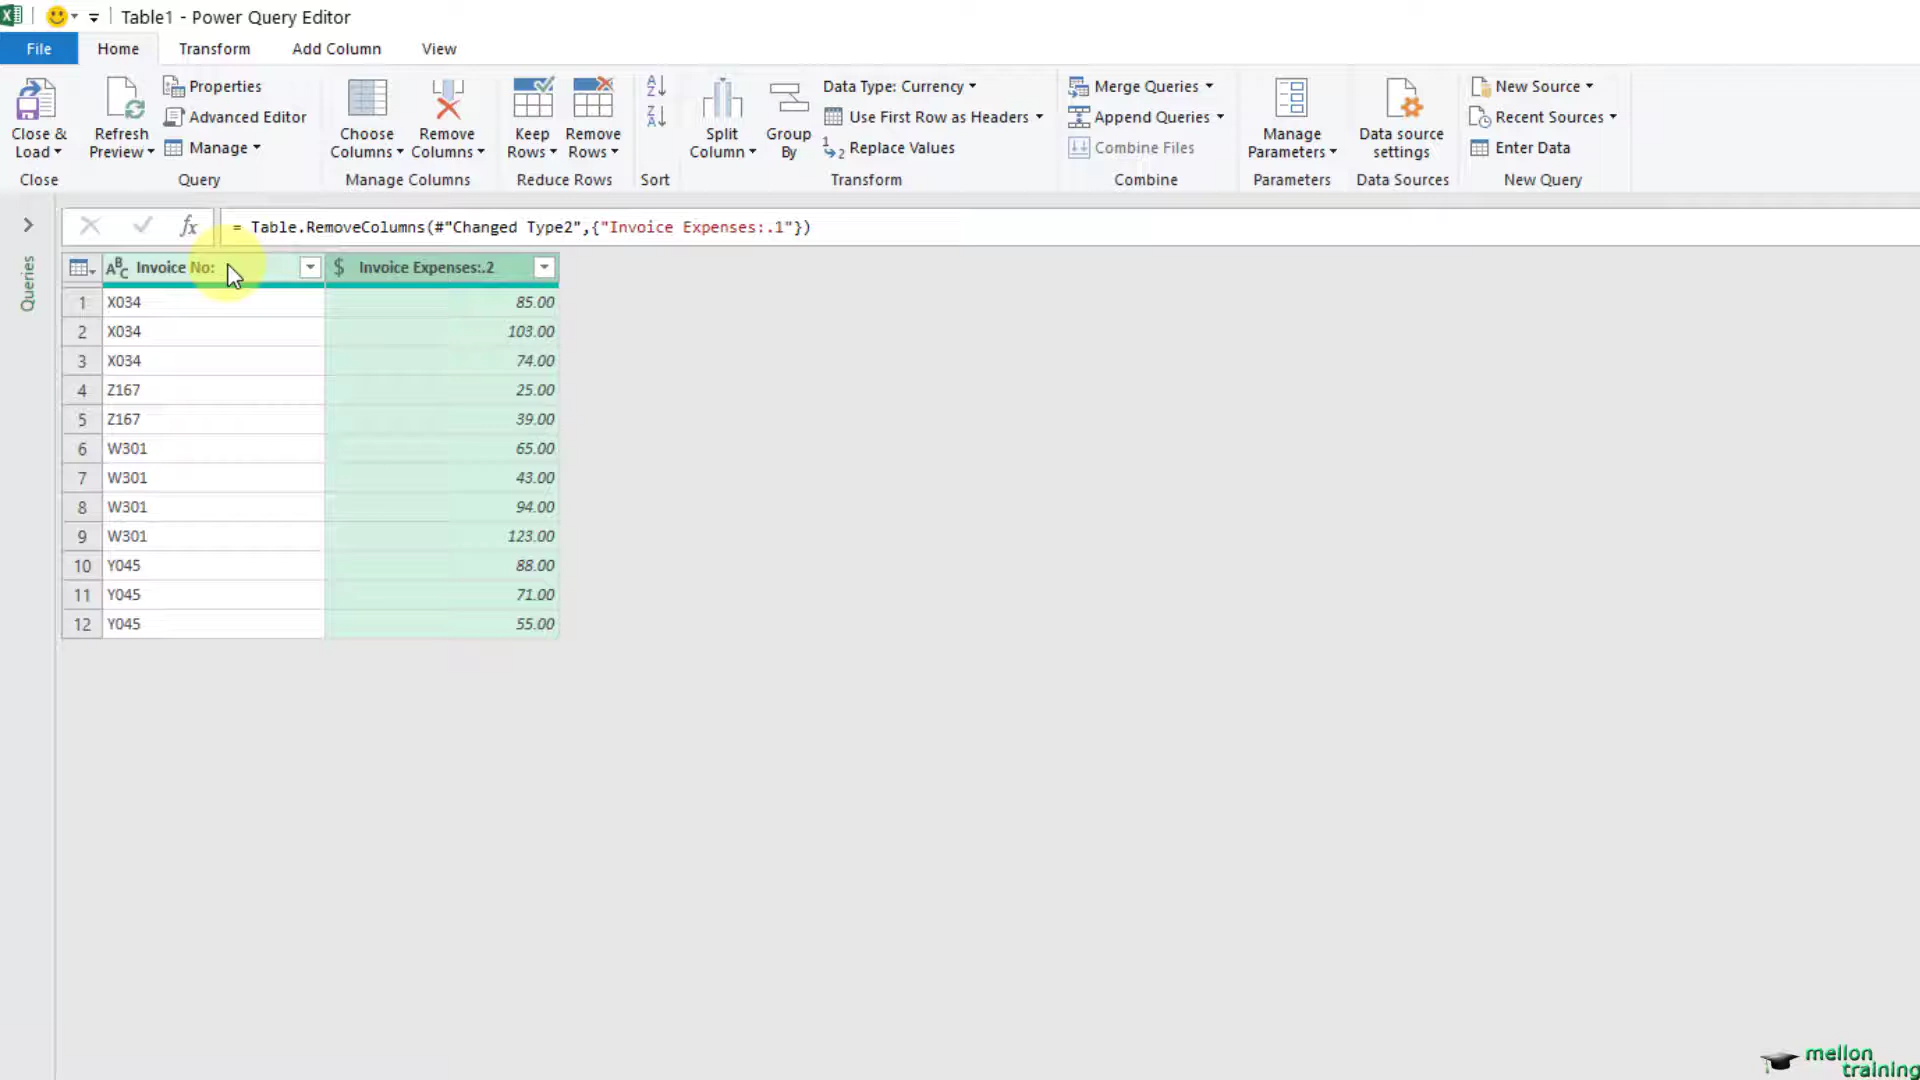 Table1 - Power Query Editor
File
Home
Transform
Add Column
View
Close &
Load
Close
Refresh
Preview
Properties
Advanced Editor
Manage
Query
Choose
Columns
Remove
Columns
Manage Columns
Keep
Rows
Remove
Rows
Reduce Rows
A
Z
Z
A
Sort
Split
Column
Group
By
Data Type: Currency
Use First Row as Headers
1
2
Replace Values
Transform
Merge Queries
Append Queries
Combine Files
Combine
Manage
Parameters
Parameters
Data source
settings
Data Sources
New Source
Recent Sources
Enter Data
New Query
fx
= Table.RemoveColumns(#"Changed Type2",{"Invoice Expenses:.1"})
Queries
ABC Invoice No: $ Invoice Expenses:.2
1 X034 85.00
2 X034 103.00
3 X034 74.00
4 Z167 25.00
5 Z167 39.00
6 W301 65.00
7 W301 43.00
8 W301 94.00
9 W301 123.00
10 Y045 88.00
11 Y045 71.00
12 Y045 55.00
mellon
training